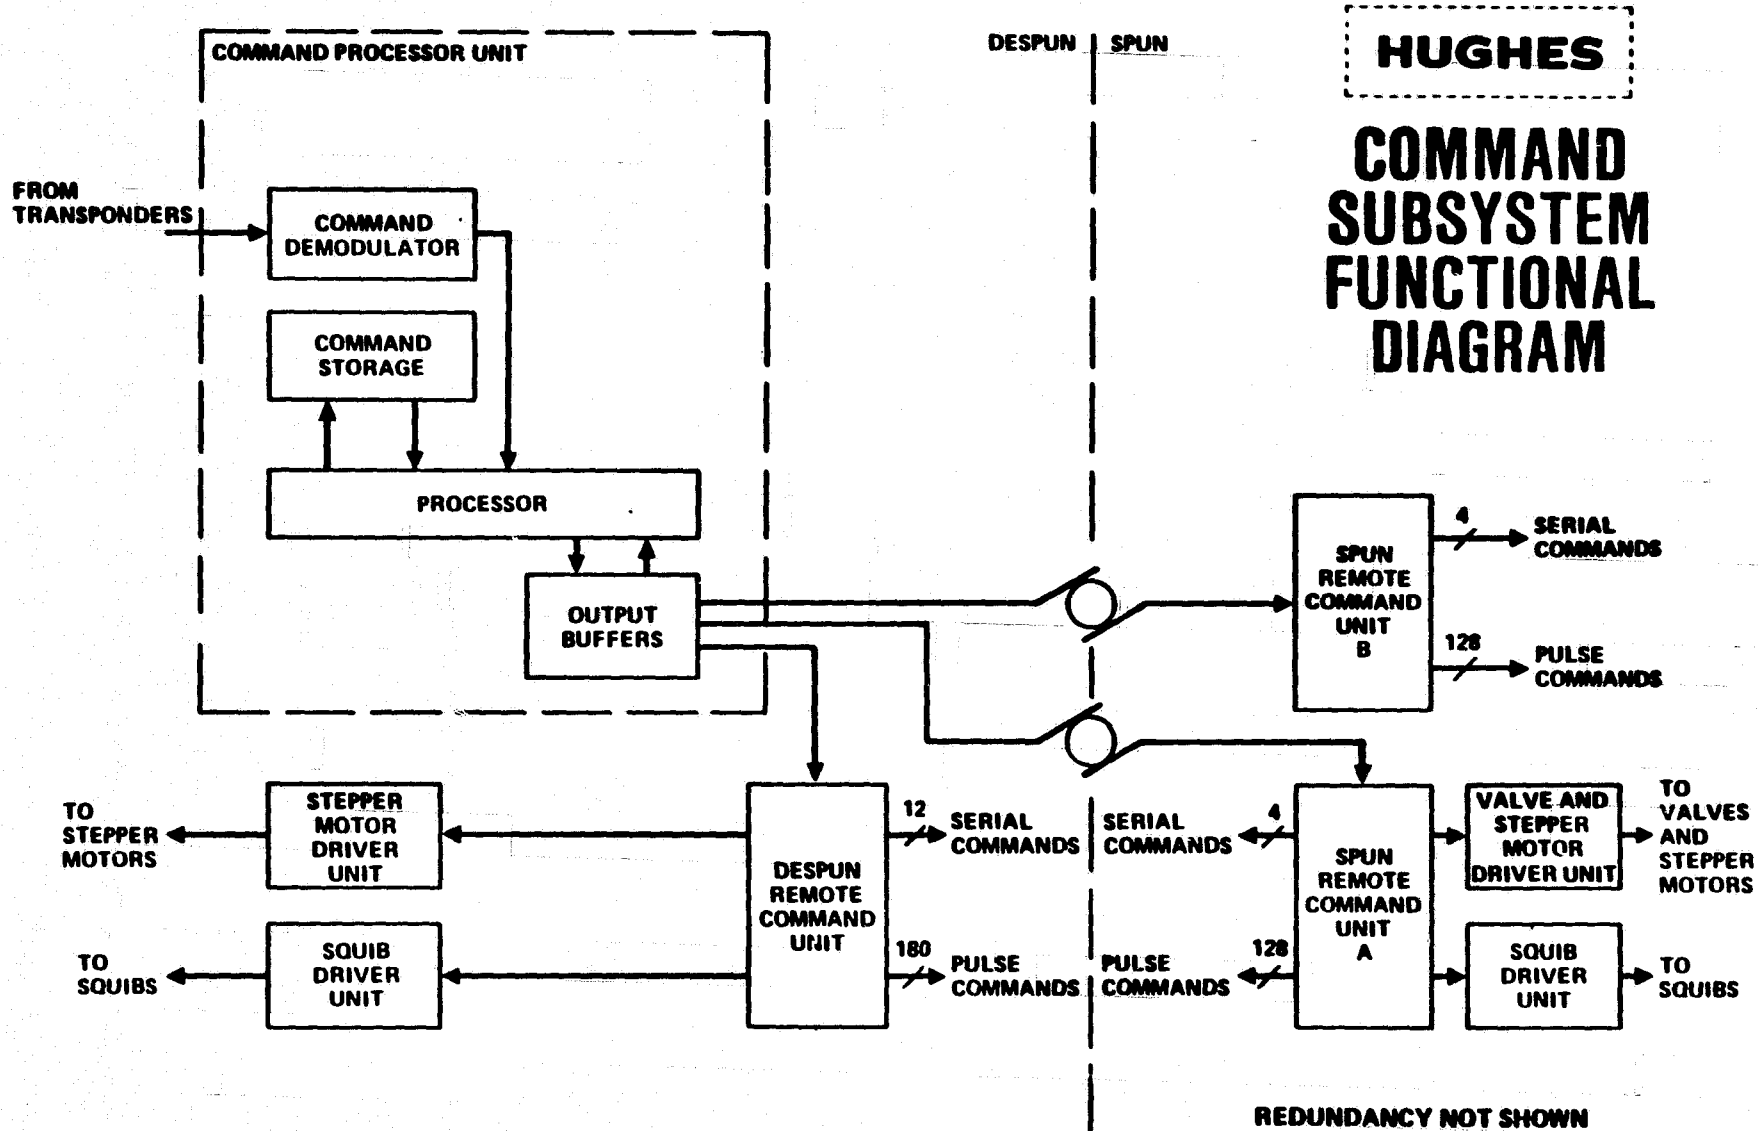 COMMAND PROCESSOR UNIT
DESPUN
SPUN
HUGHES
COMMAND
SUBSYSTEM
FUNCTIONAL
DIAGRAM
FROM
TRANSPONDERS
COMMAND
DEMODULATOR
COMMAND
STORAGE
PROCESSOR
OUTPUT
BUFFERS
SPUN
REMOTE
COMMAND
UNIT
B
4
SERIAL
COMMANDS
128
PULSE
COMMANDS
TO
STEPPER
MOTORS
STEPPER
MOTOR
DRIVER
UNIT
TO
SQUIBS
SQUIB
DRIVER
UNIT
DESPUN
REMOTE
COMMAND
UNIT
12
SERIAL
COMMANDS
180
PULSE
COMMANDS
SERIAL
COMMANDS
4
PULSE
COMMANDS
128
SPUN
REMOTE
COMMAND
UNIT
A
VALVE AND
STEPPER
MOTOR
DRIVER UNIT
TO
VALVES
AND
STEPPER
MOTORS
SQUIB
DRIVER
UNIT
TO
SQUIBS
REDUNDANCY NOT SHOWN